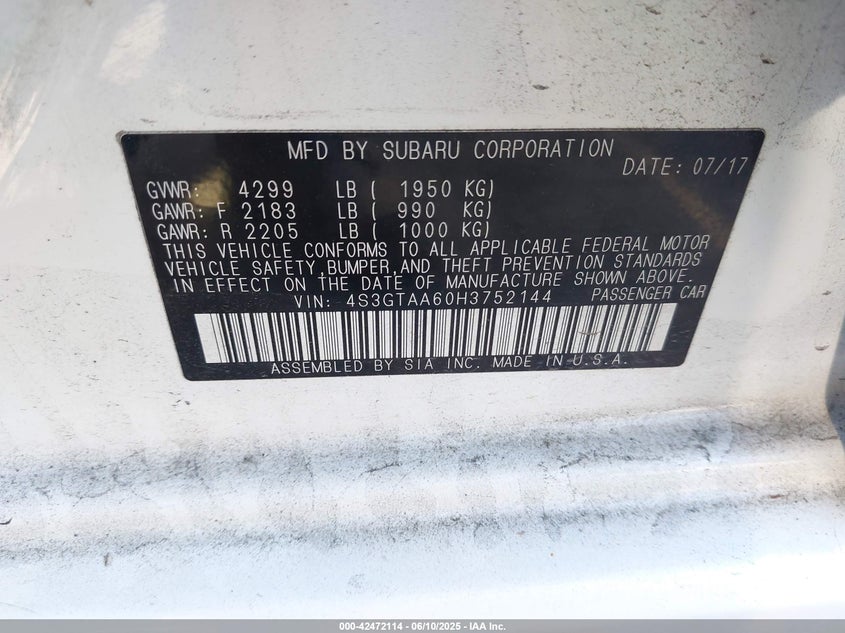 MFD BY SUBARU CORPORATION
DATE: 07/17
GVWR: 4299 LB ( 1950 KG)
GAWR: F 2183 LB ( 990 KG)
GAWR: R 2205 LB ( 1000 KG)
THIS VEHICLE CONFORMS TO ALL APPLICABLE FEDERAL MOTOR
VEHICLE SAFETY,BUMPER,AND THEFT PREVENTION STANDARDS
IN EFFECT ON THE DATE OF MANUFACTURE SHOWN ABOVE.
VIN: 4S3GTAA60H3752144 PASSENGER CAR
ASSEMBLED BY SIA INC. MADE IN U.S.A.
000-42472114 - 06/10/2025 - IAA Inc.